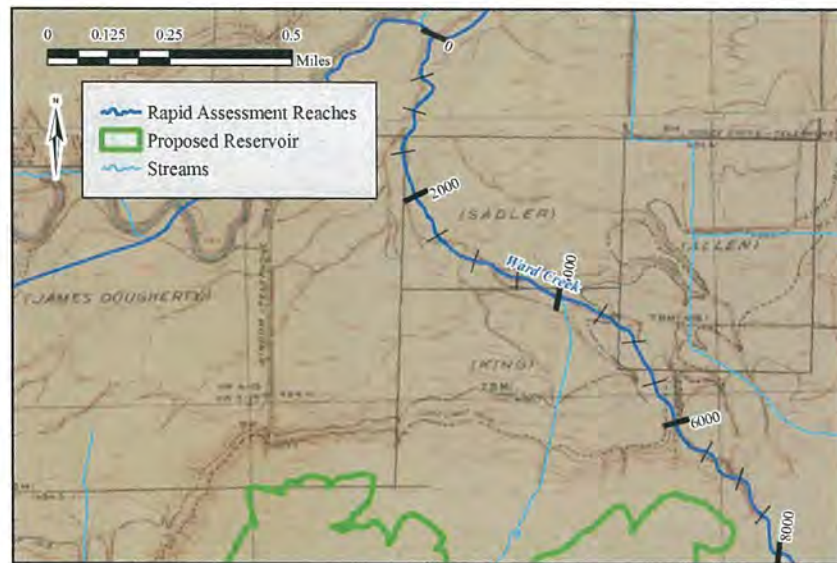 0 0.125 0.25 0.5
Miles
N
Rapid Assessment Reaches
Proposed Reservoir
Streams
0
2000
(SADLER)
(ALLEN)
Ward Creek
000
(JAMES DOUGHERTY)
(KING)
T.B.M.
6000
8000